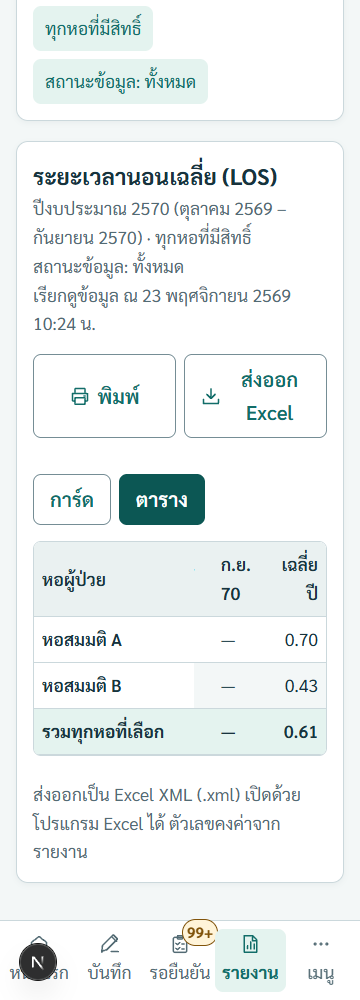 ทุกหอที่มีสิทธิ์
สถานะข้อมูล: ทั้งหมด
ระยะเวลานอนเฉลี่ย (LOS)
ปีงบประมาณ 2570 (ตุลาคม 2569 –
กันยายน 2570) · ทุกหอที่มีสิทธิ์
สถานะข้อมูล: ทั้งหมด
เรียกดูข้อมูล ณ 23 พฤศจิกายน 2569
10:24 น.
พิมพ์
ส่งออก
Excel
การ์ด ตาราง
หอผู้ป่วย ก.ย. 70 เฉลี่ย ปี
หอสมมติ A — 0.70
หอสมมติ B — 0.43
รวมทุกหอที่เลือก — 0.61
ส่งออกเป็น Excel XML (.xml) เปิดด้วย
โปรแกรม Excel ได้ ตัวเลขคงค่าจาก
รายงาน
99+
N บันทึก รอยืนยัน รายงาน เมนู